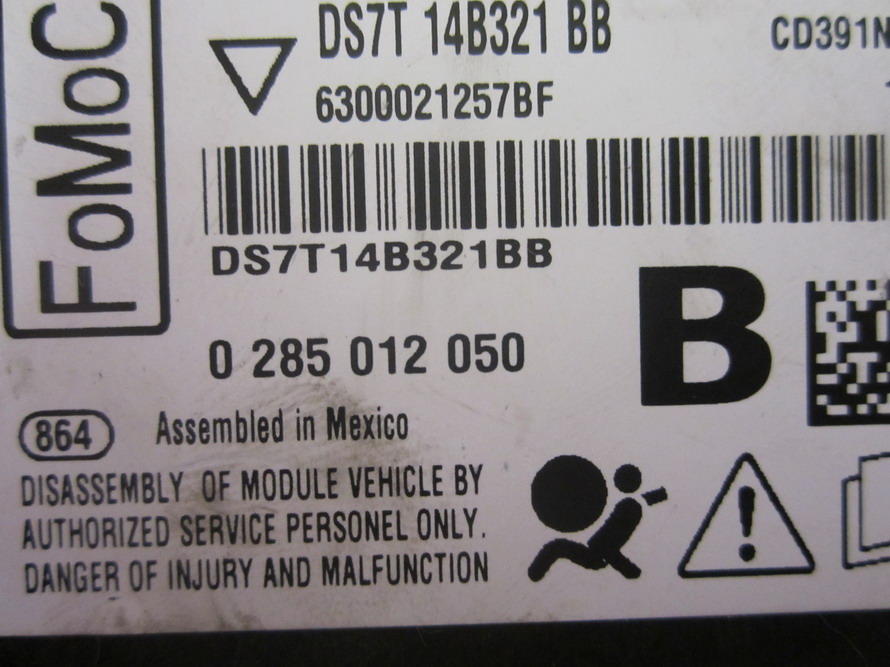 FoMoC
DS7T 14B321 BB
CD391N
6300021257BF
DS7T14B321BB
B
0 285 012 050
864
Assembled in Mexico
DISASSEMBLY OF MODULE VEHICLE BY
AUTHORIZED SERVICE PERSONEL ONLY.
DANGER OF INJURY AND MALFUNCTION